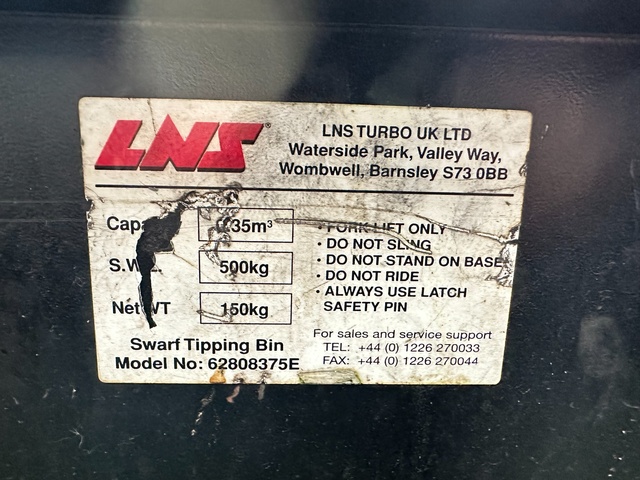 LNS®
LNS TURBO UK LTD
Waterside Park, Valley Way,
Wombwell, Barnsley S73 0BB
35m³
500kg
Net WT 150kg
Swarf Tipping Bin
Model No: 62808375E
• FORK LIFT ONLY
• DO NOT SLING
• DO NOT STAND ON BASE
• DO NOT RIDE
• ALWAYS USE LATCH
SAFETY PIN
For sales and service support
TEL: +44 (0) 1226 270033
FAX: +44 (0) 1226 270044